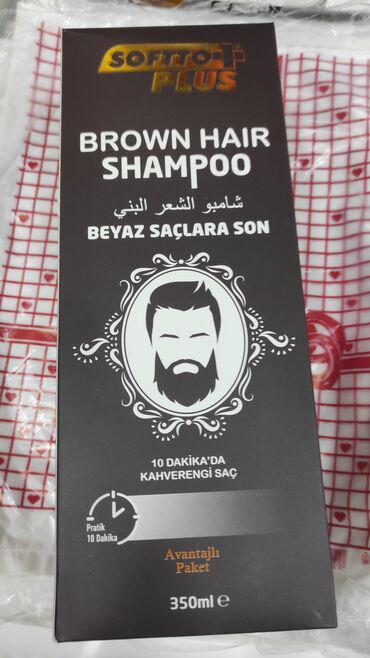 SOFTTO
PLUS
BROWN HAIR
SHAMPOO
شامبو الشعر البني
BEYAZ SAÇLARA SON
10 DAKİKA'DA
KAHVERENGİ SAÇ
Pratik
10 Dakika
Avantajlı
Paket
350ml ℮